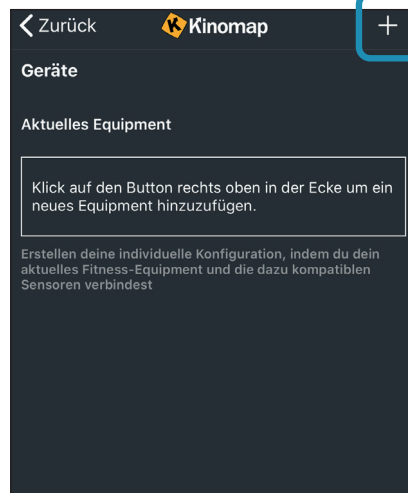 Zurück Kinomap +
Geräte
Aktuelles Equipment
Klick auf den Button rechts oben in der Ecke um ein
neues Equipment hinzuzufügen.
Erstellen deine individuelle Konfiguration, indem du dein
aktuelles Fitness-Equipment und die dazu kompatiblen
Sensoren verbindest